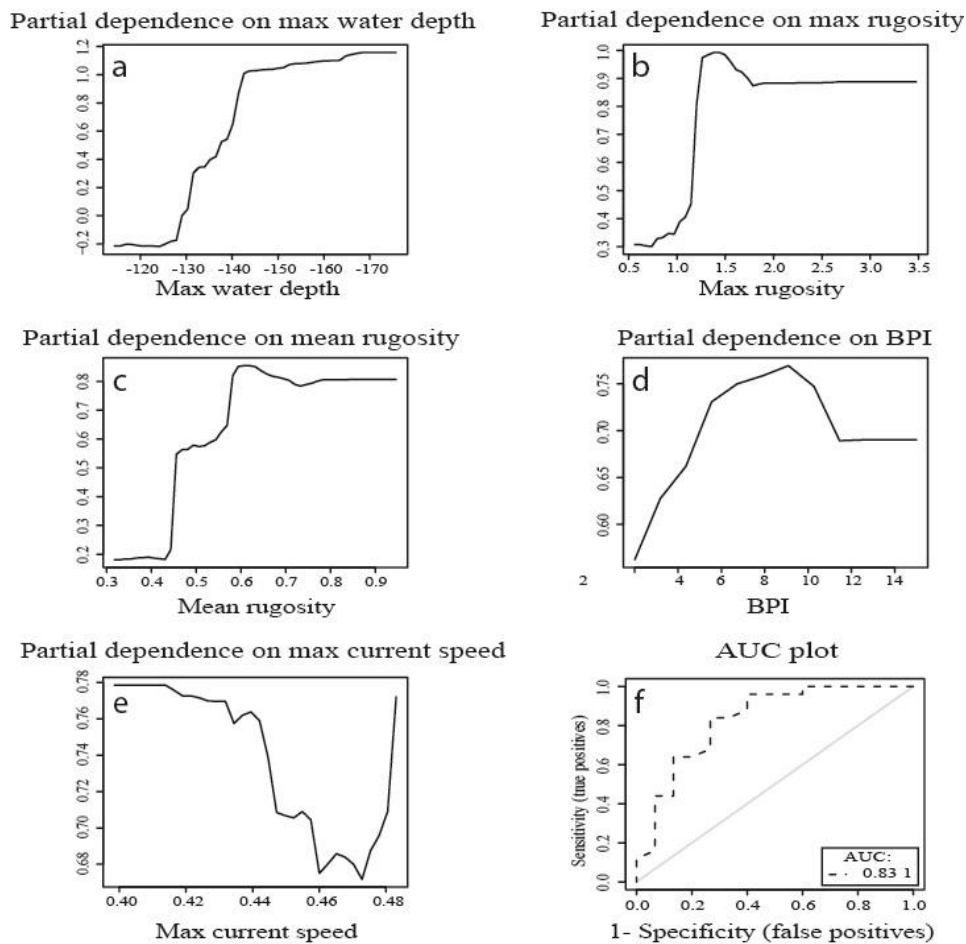 Partial dependence on max water depth
a
1.2
1.0
0.8
0.6
0.4
0.2
0.0
−0.2
-120 -130 -142 -150 -160 -170
Max water depth
Partial dependence on max rugosity
b
1.0
0.9
0.8
0.7
0.6
0.5
0.4
0.3
0.5 1.0 1.5 2.0 2.5 3.0 3.5
Max rugosity
Partial dependence on mean rugosity
c
0.8
0.7
0.6
0.5
0.4
0.3
0.2
0.3 0.4 0.5 0.6 0.7 0.8 0.9
Mean rugosity
Partial dependence on BPI
d
0.75
0.70
0.65
0.60
2 4 6 8 10 12 14
BPI
Partial dependence on max current speed
e
0.78
0.76
0.74
0.72
0.70
0.68
0.40 0.42 0.44 0.46 0.47 0.48
Max current speed
AUC plot
f
Sensitivity (true positives)
1.0
0.8
0.6
0.4
0.2
0.0
AUC:
0.83 1
0.0 0.2 0.4 0.6 0.8 1.0
1- Specificity (false positives)